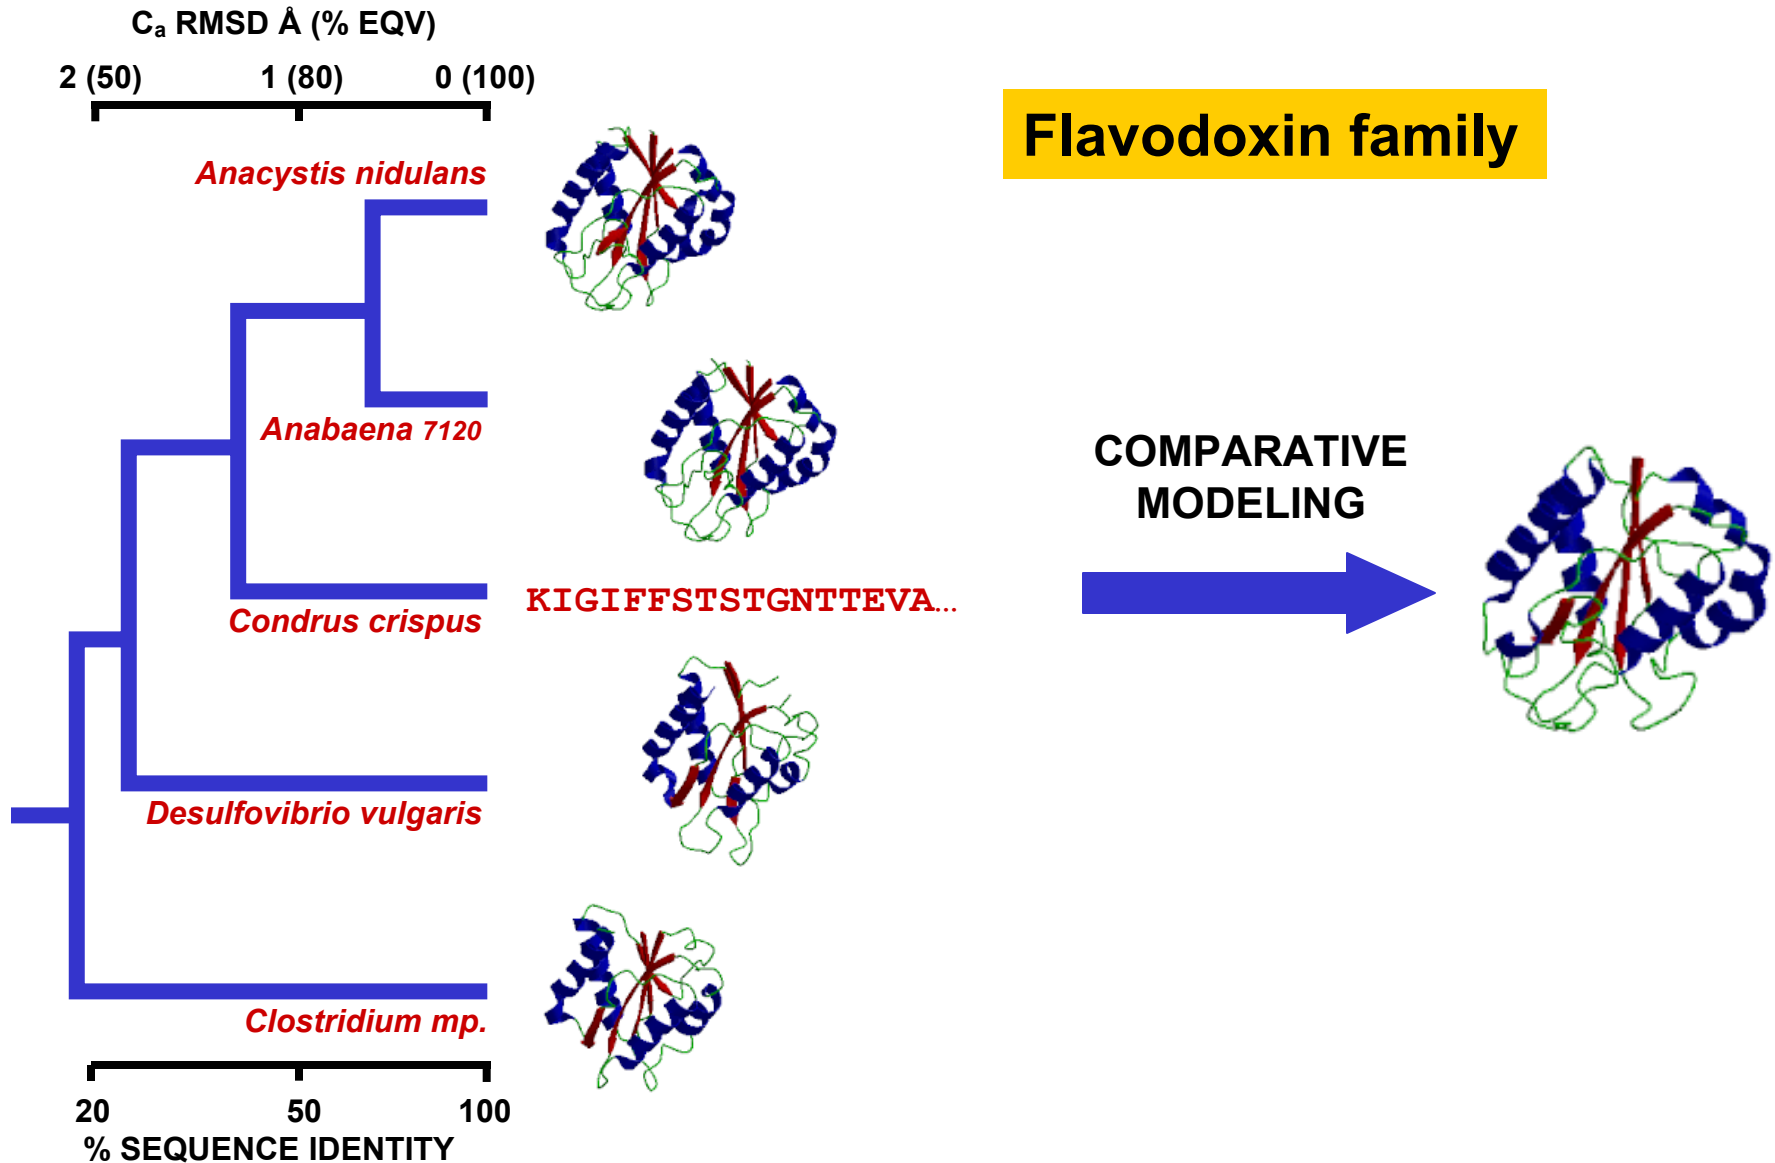 Cₐ RMSD Å (% EQV)
2 (50) 1 (80) 0 (100)
Flavodoxin family
Anacystis nidulans
Anabaena 7120
COMPARATIVE
MODELING
KIGIFFSTSTGNTTEVA...
Condrus crispus
Desulfovibrio vulgaris
Clostridium mp.
20 50 100
% SEQUENCE IDENTITY